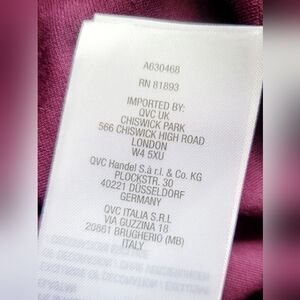 A630468
RN 81893
IMPORTED BY:
QVC UK
CHISWICK PARK
566 CHISWICK HIGH ROAD
LONDON
W4 5XU
QVC Handel S.à r.l. & Co. KG
PLOCKSTR. 30
40221 DÜSSELDORF
GERMANY
QVC ITALIA S.R.L
VIA GUZZINA 18
20861 BRUGHERIO (MB)
ITALY